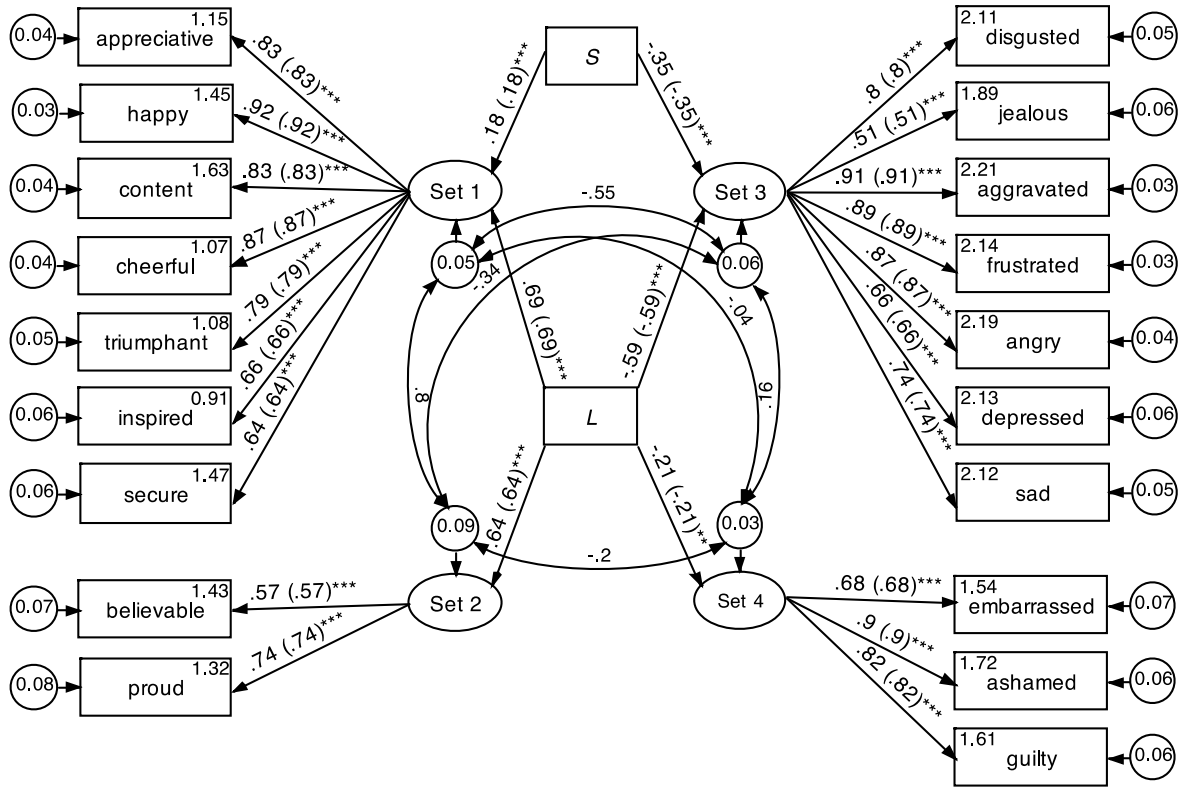 0.04
1.15
appreciative
.83 (.83)***
0.03
1.45
happy
.92 (.92)***
0.04
1.63
content
.83 (.83)***
0.04
1.07
cheerful
.87 (.87)***
0.05
1.08
triumphant
.79 (.79)***
0.06
0.91
inspired
.66 (.66)***
0.06
1.47
secure
.64 (.64)***
0.07
1.43
believable
.57 (.57)***
0.08
1.32
proud
.74 (.74)***
S
.18 (.18)***
-.35 (-.35)***
Set 1
Set 3
-.55
0.05
0.06
-.34
-.04
.69 (.69)***
-.59 (-.59)***
.8
.76
L
.64 (.64)***
-.21 (-.21)**
0.09
0.03
-.2
Set 2
Set 4
2.11
disgusted
0.05
.8 (.8)***
1.89
jealous
0.06
.51 (.51)***
2.21
aggravated
0.03
.91 (.91)***
2.14
frustrated
0.03
.89 (.89)***
2.19
angry
0.04
.87 (.87)***
2.13
depressed
0.06
.66 (.66)***
2.12
sad
0.05
.74 (.74)***
1.54
embarrassed
0.07
.68 (.68)***
1.72
ashamed
0.06
.9 (.9)***
1.61
guilty
0.06
.82 (.82)***